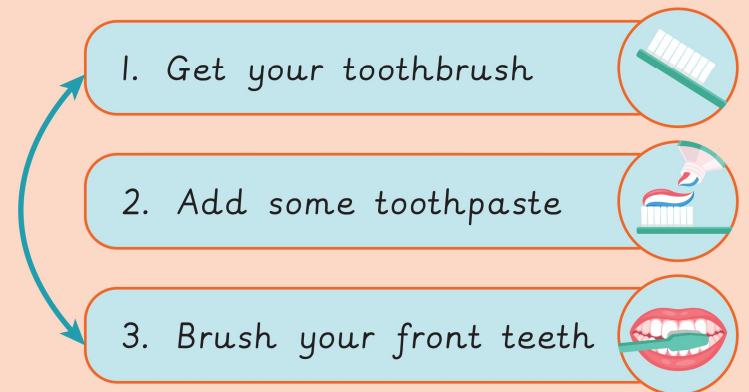 1. Get your toothbrush
2. Add some toothpaste
3. Brush your front teeth